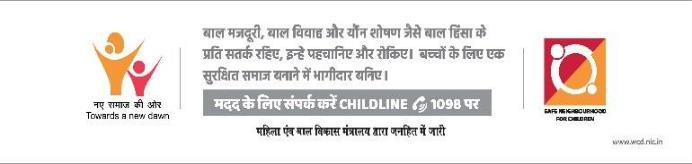 बाल मजदूरी, बाल विवाह और यौंन शोषण जैसे बाल हिंसा के
प्रति सतर्क रहिए, इन्हे पहचानिए और रोकिए। बच्चों के लिए एक
सुरक्षित समाज बनाने में भागीदार बनिए।
मदद के लिए संपर्क करें CHILDLINE 1098 पर
महिला एंव बाल विकास मंत्रालय द्वारा जनहित में जारी
नए समाज की ओर
Towards a new dawn
SAFE NEIGHBOURHOOD
FOR CHILDREN
www.wcd.nic.in